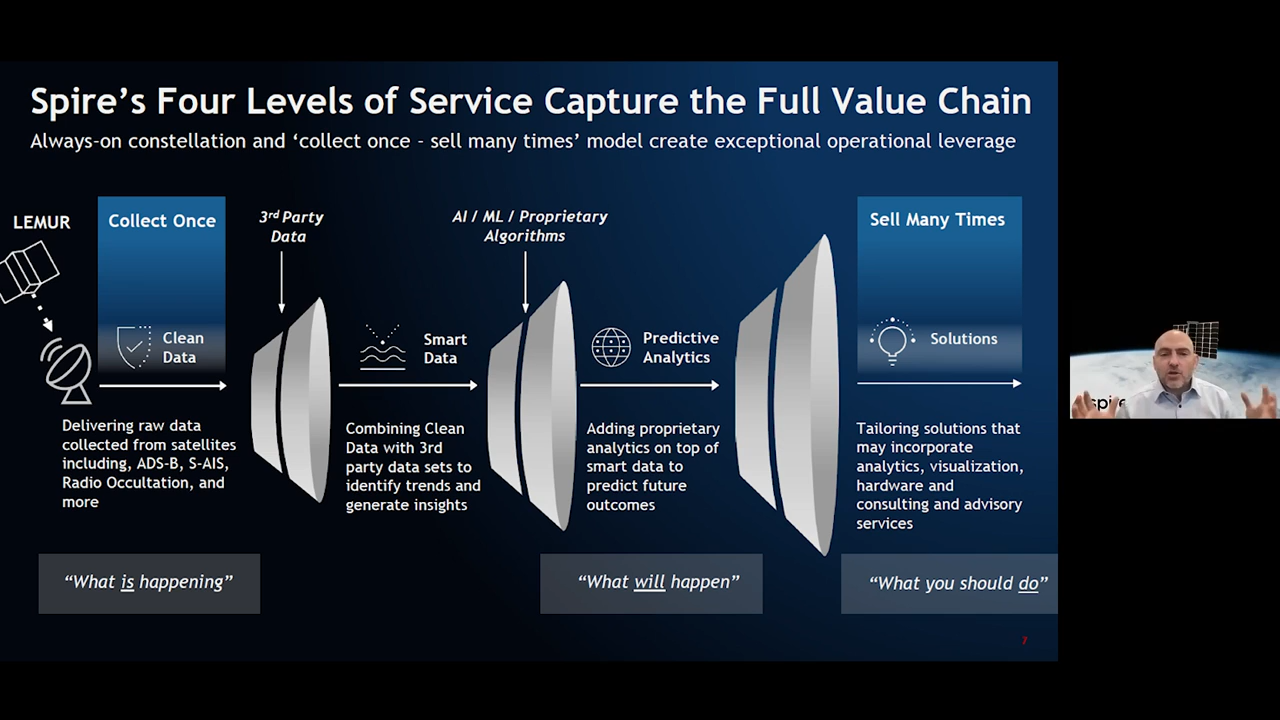 Spire's Four Levels of Service Capture the Full Value Chain
Always-on constellation and ‘collect once - sell many times’ model create exceptional operational leverage
LEMUR
Collect Once
Clean
Data
Delivering raw data
collected from satellites
including, ADS-B, S-AIS,
Radio Occultation, and
more
3rd Party
Data
Smart
Data
Combining Clean
Data with 3rd
party data sets to
identify trends and
generate insights
AI / ML / Proprietary
Algorithms
Predictive
Analytics
Adding proprietary
analytics on top of
smart data to
predict future
outcomes
Sell Many Times
Solutions
Tailoring solutions that
may incorporate
analytics, visualization,
hardware and
consulting and advisory
services
“What is happening”
“What will happen”
“What you should do”
7
spire